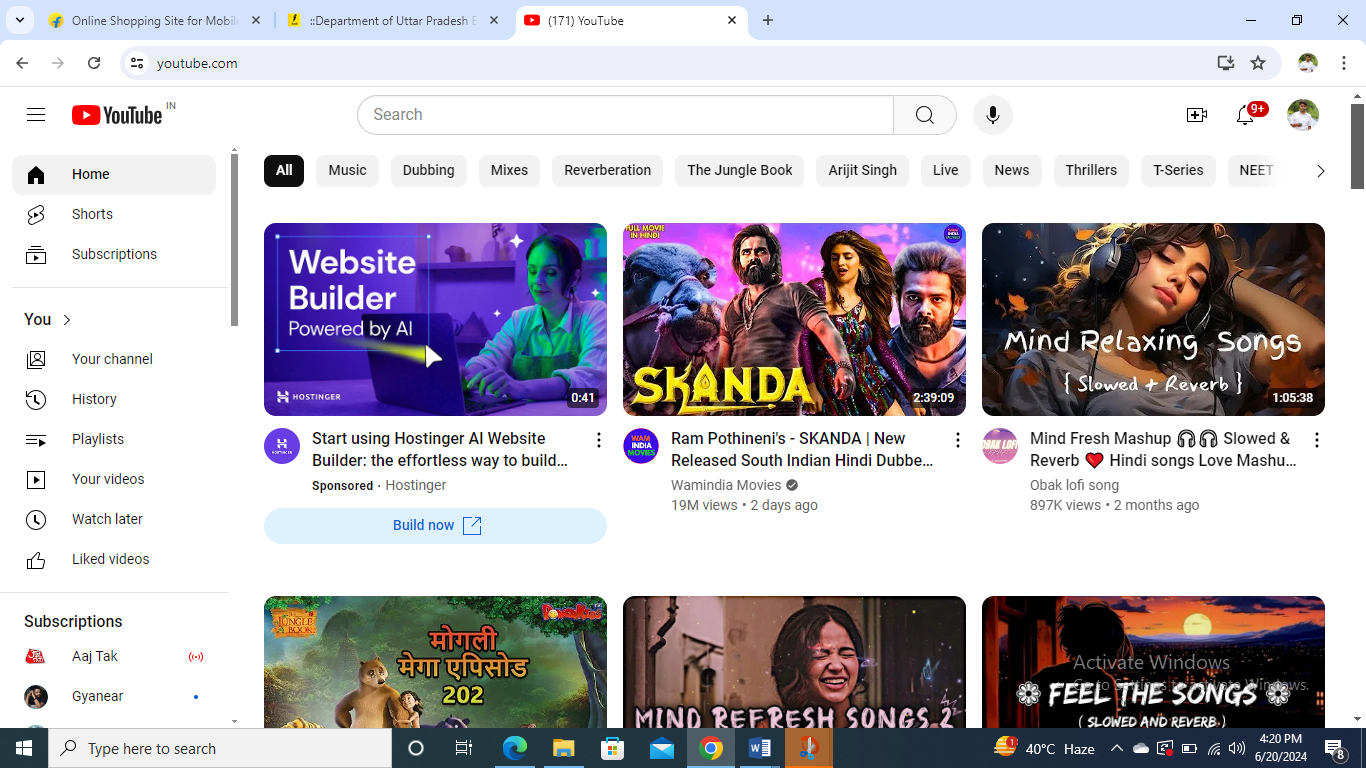 Online Shopping Site for Mobile
::Department of Uttar Pradesh E
(171) YouTube
youtube.com
YouTube IN
Search
9+
Home
Shorts
Subscriptions
You
Your channel
History
Playlists
Your videos
Watch later
Liked videos
Subscriptions
Aaj Tak
Gyanear
All Music Dubbing Mixes Reverberation The Jungle Book Arijit Singh Live News Thrillers T-Series NEET
Website
Builder
Powered by AI
HOSTINGER
0:41
Start using Hostinger AI Website
Builder: the effortless way to build...
Sponsored · Hostinger
Build now
FULL MOVIE
IN HINDI
SKANDA
2:39:09
WAM
INDIA
MOVIES
Ram Pothineni's - SKANDA | New
Released South Indian Hindi Dubbe...
Wamindia Movies
19M views • 2 days ago
Mind Relaxing Songs
{ Slowed + Reverb }
1:05:38
OBAK LOFI
Mind Fresh Mashup 🎧🎧 Slowed &
Reverb ❤️ Hindi songs Love Mashu...
Obak lofi song
897K views • 2 months ago
JUNGLE
BOOK
मोगली
मेगा एपिसोड
202
MIND REFRESH SONGS 2
FEEL THE SONGS
( SLOWED AND REVERB )
Activate Windows
Type here to search
40°C Haze
4:20 PM
6/20/2024
8